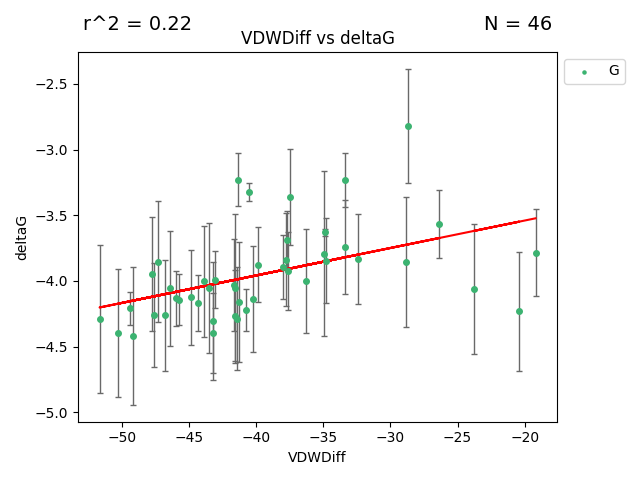 r^2 = 0.22
N = 46
VDWDiff vs deltaG
G
−2.5
−3.0
−3.5
−4.0
−4.5
−5.0
deltaG
−50
−45
−40
−35
−30
−25
−20
VDWDiff